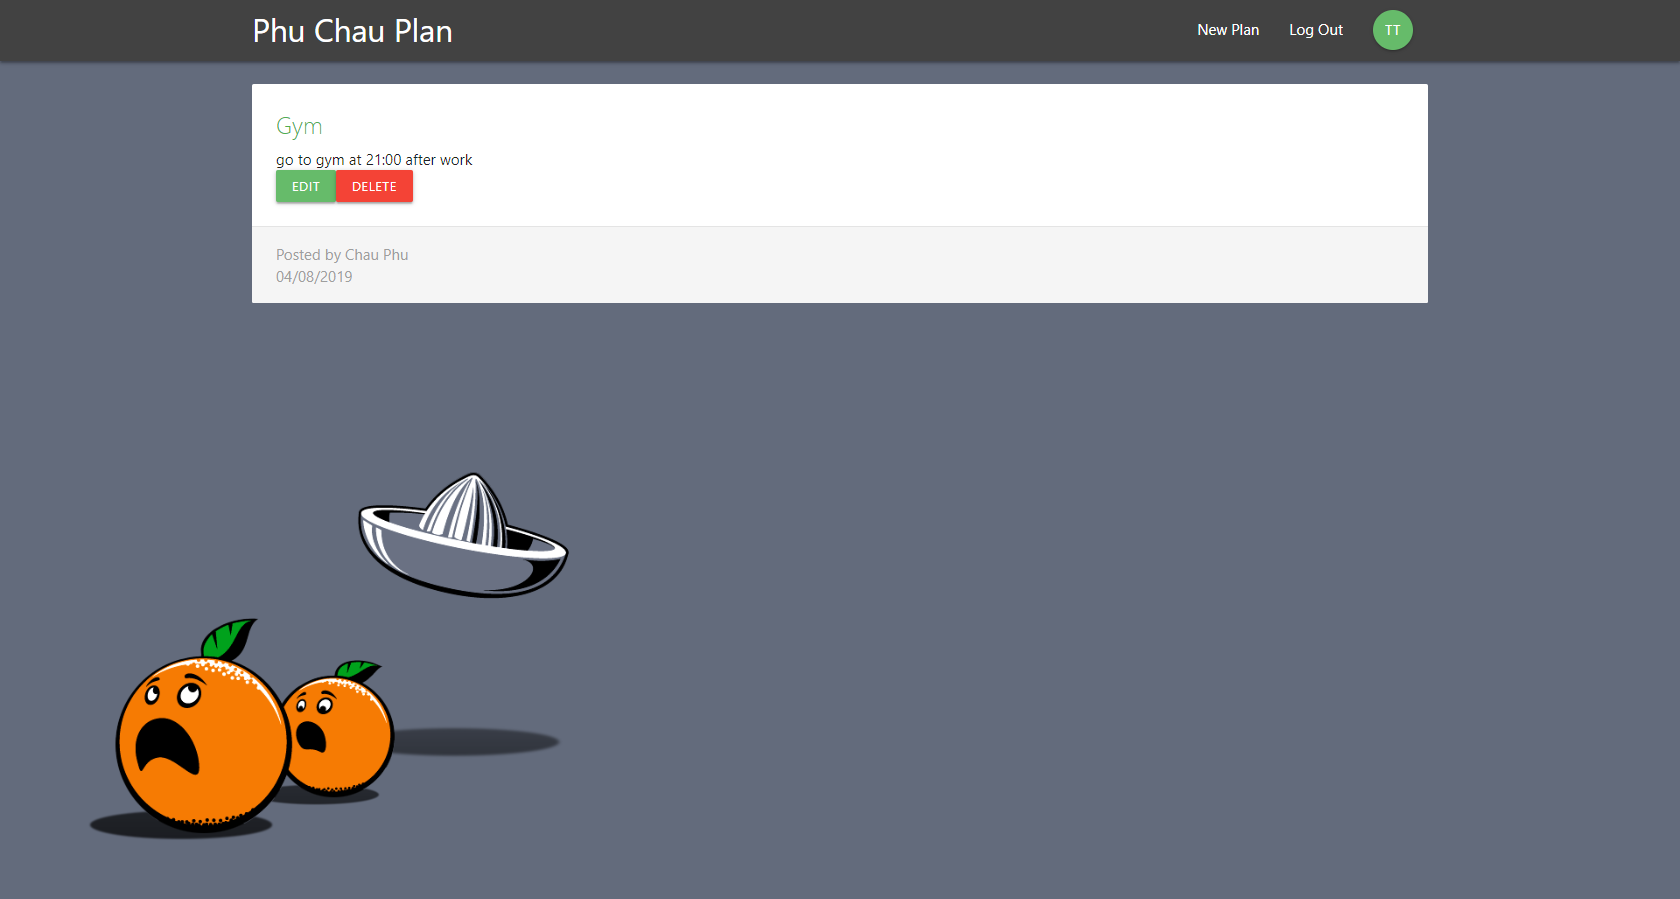 Phu Chau Plan
New Plan
Log Out
TT
Gym
go to gym at 21:00 after work
EDIT
DELETE
Posted by Chau Phu
04/08/2019